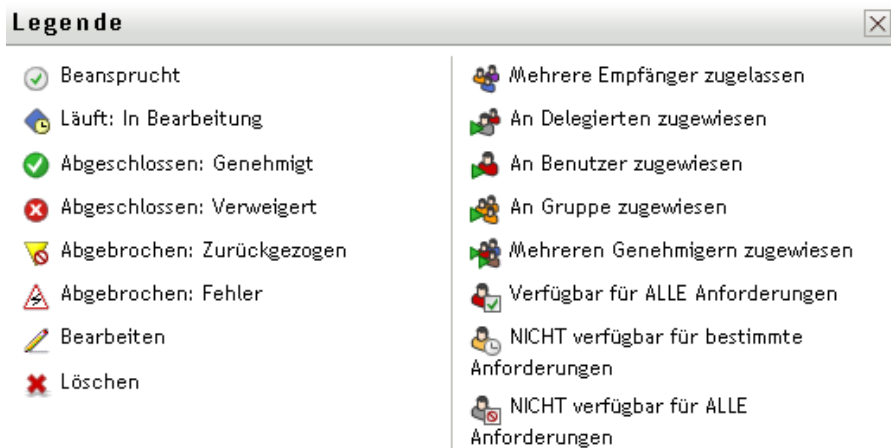 Legende
Beansprucht
Läuft: In Bearbeitung
Abgeschlossen: Genehmigt
Abgeschlossen: Verweigert
Abgebrochen: Zurückgezogen
Abgebrochen: Fehler
Bearbeiten
Löschen
Mehrere Empfänger zugelassen
An Delegierten zugewiesen
An Benutzer zugewiesen
An Gruppe zugewiesen
Mehreren Genehmigern zugewiesen
Verfügbar für ALLE Anforderungen
NICHT verfügbar für bestimmte
Anforderungen
NICHT verfügbar für ALLE
Anforderungen